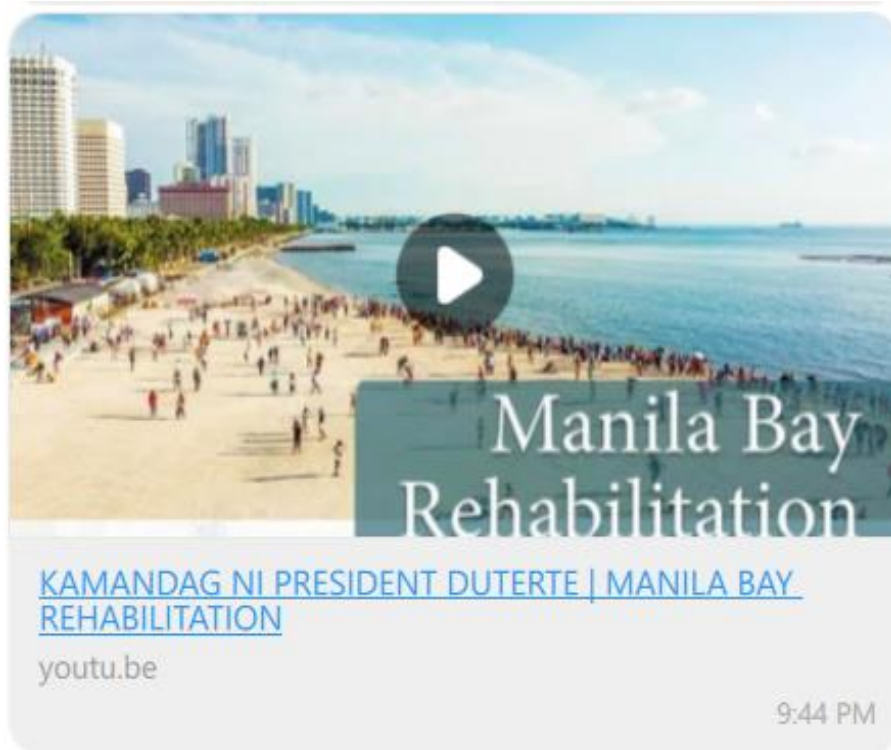 Manila Bay
Rehabilitation
KAMANDAG NI PRESIDENT DUTERTE | MANILA BAY
REHABILITATION
youtu.be
9:44 PM